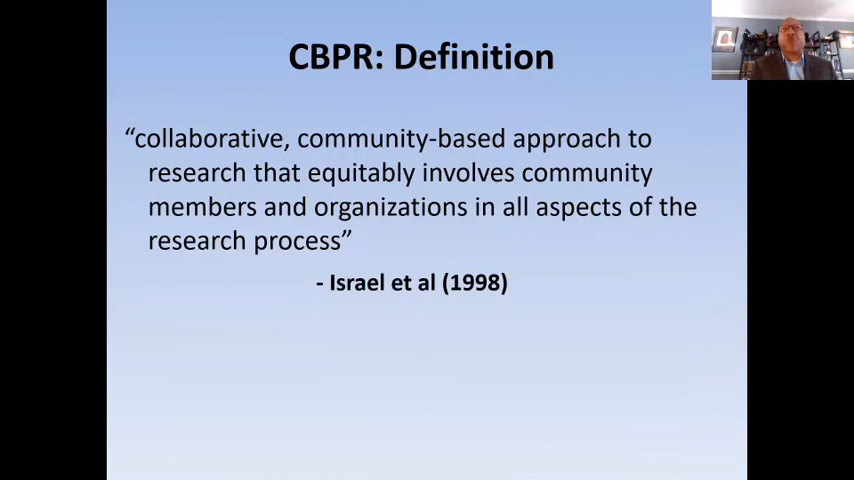 CBPR: Definition
“collaborative, community-based approach to
research that equitably involves community
members and organizations in all aspects of the
research process”
- Israel et al (1998)